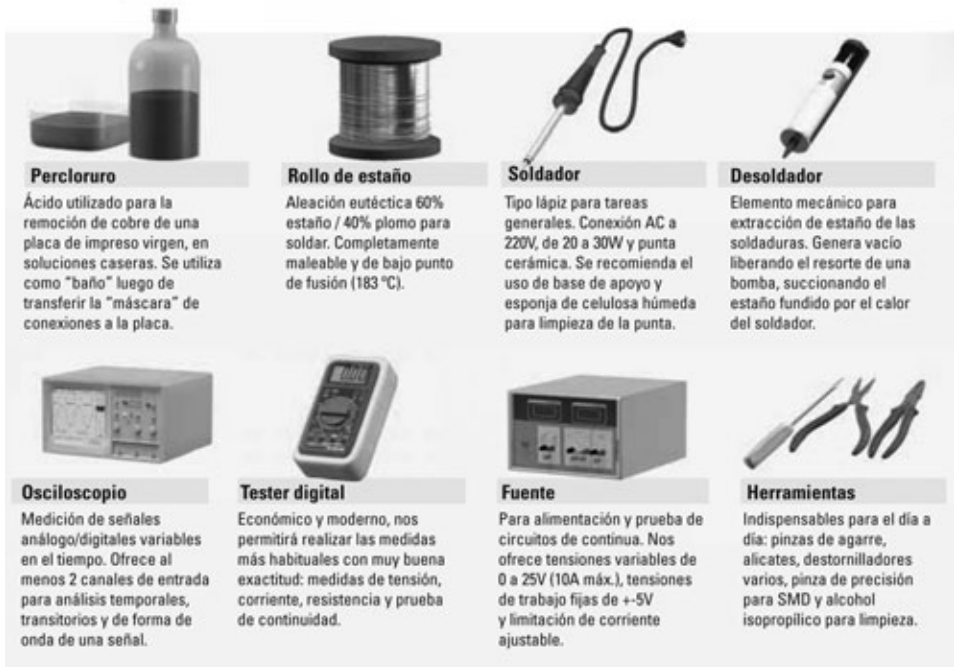 Percloruro
Ácido utilizado para la
remoción de cobre de una
placa de impreso virgen, en
soluciones caseras. Se utiliza
como “baño” luego de
transferir la “máscara” de
conexiones a la placa.
Rollo de estaño
Aleación eutéctica 60%
estaño / 40% plomo para
soldar. Completamente
maleable y de bajo punto
de fusión (183 ºC).
Soldador
Tipo lápiz para tareas
generales. Conexión AC a
220V, de 20 a 30W y punta
cerámica. Se recomienda el
uso de base de apoyo y
esponja de celulosa húmeda
para limpieza de la punta.
Desoldador
Elemento mecánico para
extracción de estaño de las
soldaduras. Genera vacío
liberando el resorte de una
bomba, succionando el
estaño fundido por el calor
del soldador.
Osciloscopio
Medición de señales
análogo/digitales variables
en el tiempo. Ofrece al
menos 2 canales de entrada
para análisis temporales,
transitorios y de forma de
onda de una señal.
Tester digital
Económico y moderno, nos
permitirá realizar las medidas
más habituales con muy buena
exactitud: medidas de tensión,
corriente, resistencia y prueba
de continuidad.
Fuente
Para alimentación y prueba de
circuitos de continua. Nos
ofrece tensiones variables de
0 a 25V (10A máx.), tensiones
de trabajo fijas de +-5V
y limitación de corriente
ajustable.
Herramientas
Indispensables para el día a
día: pinzas de agarre,
alicates, destornilladores
varios, pinza de precisión
para SMD y alcohol
isopropílico para limpieza.